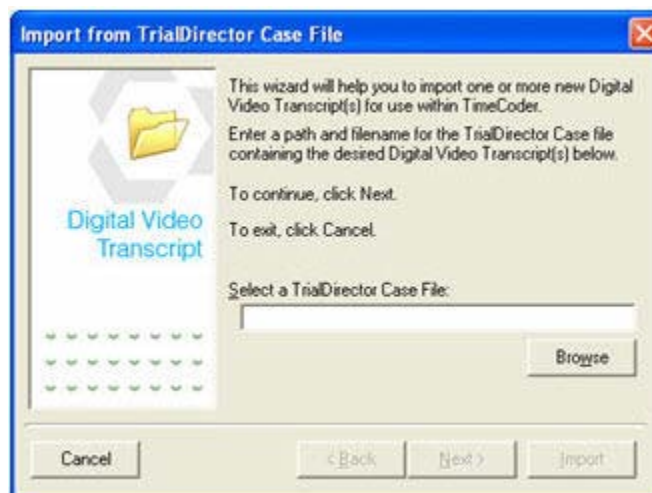 Import from TrialDirector Case File
This wizard will help you to import one or more new Digital
Video Transcript(s) for use within TimeCoder.
Enter a path and filename for the TrialDirector Case file
containing the desired Digital Video Transcript(s) below.
To continue, click Next.
To exit, click Cancel.
Digital Video
Transcript
Select a TrialDirector Case File:
Browse
Cancel
< Back
Next >
Import